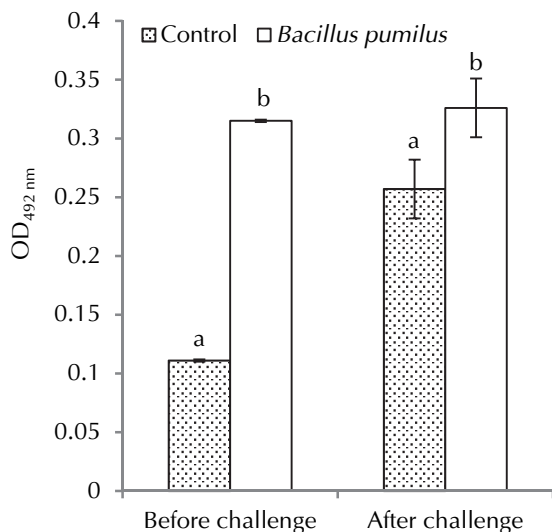 0.4
Control Bacillus pumilus
0.35
b
b
0.3
a
0.25
OD492 nm
0.2
0.15
a
0.1
0.05
0
Before challenge After challenge